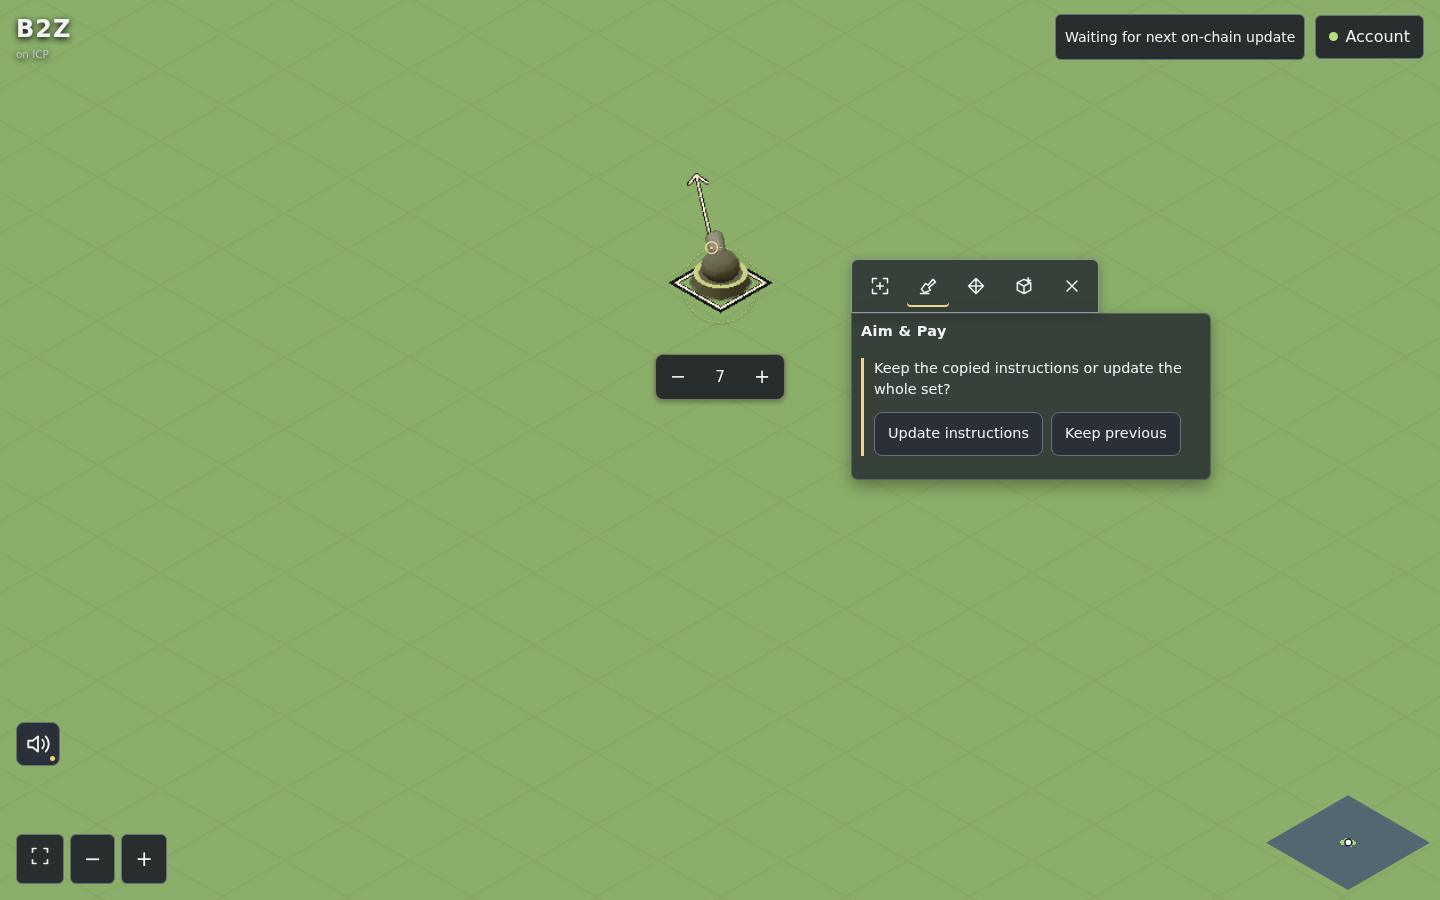 B2Z
on ICP
Waiting for next on-chain update
Account
Aim & Pay
Keep the copied instructions or update the
whole set?
Update instructions
Keep previous
− 7 +
− +